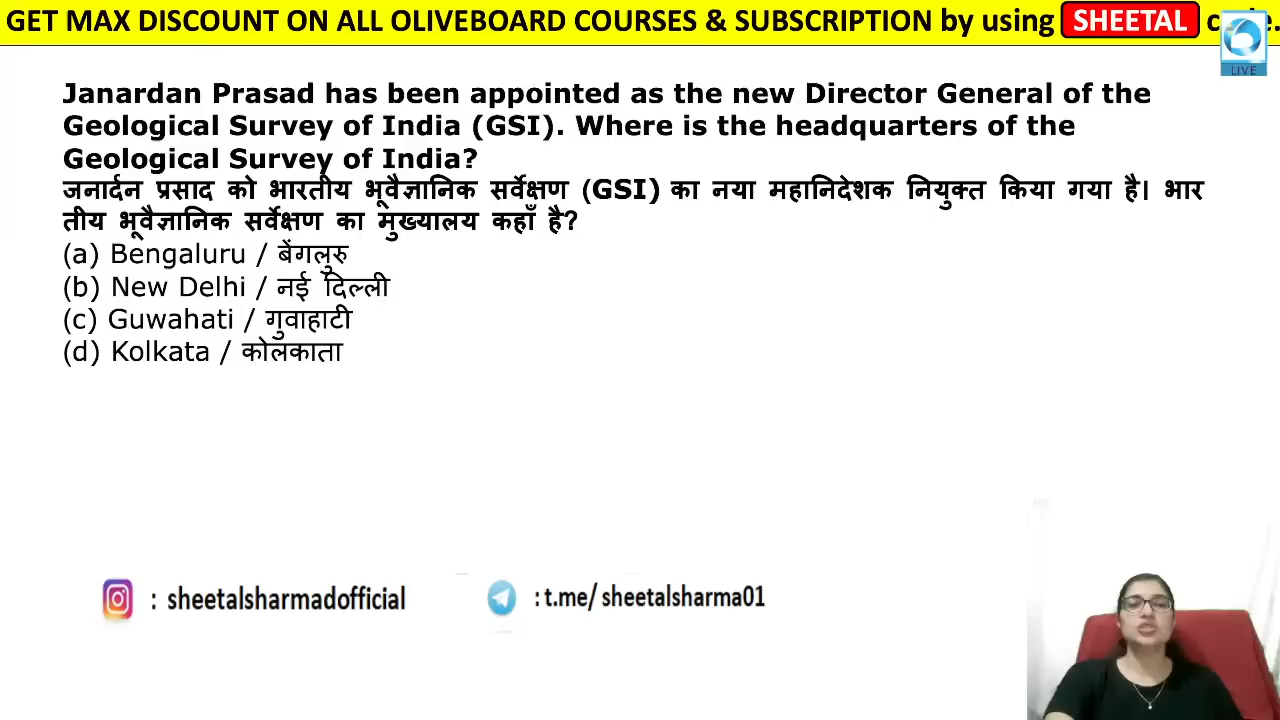 GET MAX DISCOUNT ON ALL OLIVEBOARD COURSES & SUBSCRIPTION by using SHEETAL
LIVE
Janardan Prasad has been appointed as the new Director General of the
Geological Survey of India (GSI). Where is the headquarters of the
Geological Survey of India?
जनार्दन प्रसाद को भारतीय भूवैज्ञानिक सर्वेक्षण (GSI) का नया महानिदेशक नियुक्त किया गया है। भार
तीय भूवैज्ञानिक सर्वेक्षण का मुख्यालय कहाँ है?
(a) Bengaluru / बेंगलुरु
(b) New Delhi / नई दिल्ली
(c) Guwahati / गुवाहाटी
(d) Kolkata / कोलकाता
: sheetalsharmadofficial
: t.me/ sheetalsharma01